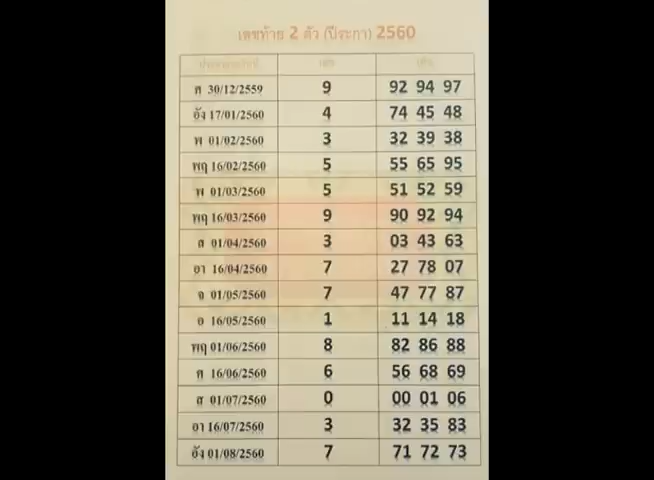 เลขท้าย 2 ตัว (ปีระกา) 2560
ศ 30/12/2559 9 92 94 97
อัง 17/01/2560 4 74 45 48
พ 01/02/2560 3 32 39 38
พฤ 16/02/2560 5 55 65 95
พ 01/03/2560 5 51 52 59
พฤ 16/03/2560 9 90 92 94
ส 01/04/2560 3 03 43 63
อา 16/04/2560 7 27 78 07
จ 01/05/2560 7 47 77 87
อ 16/05/2560 1 11 14 18
พฤ 01/06/2560 8 82 86 88
ศ 16/06/2560 6 56 68 69
ส 01/07/2560 0 00 01 06
อา 16/07/2560 3 32 35 83
อัง 01/08/2560 7 71 72 73